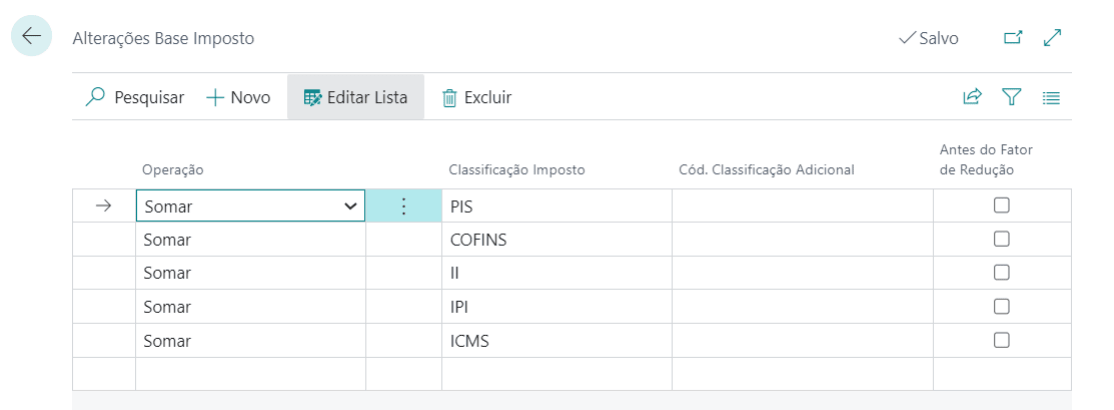 Alterações Base Imposto
Salvo
Pesquisar
Novo
Editar Lista
Excluir
Operação
Classificação Imposto
Cód. Classificação Adicional
Antes do Fator
de Redução
Somar
PIS
Somar
COFINS
Somar
II
Somar
IPI
Somar
ICMS